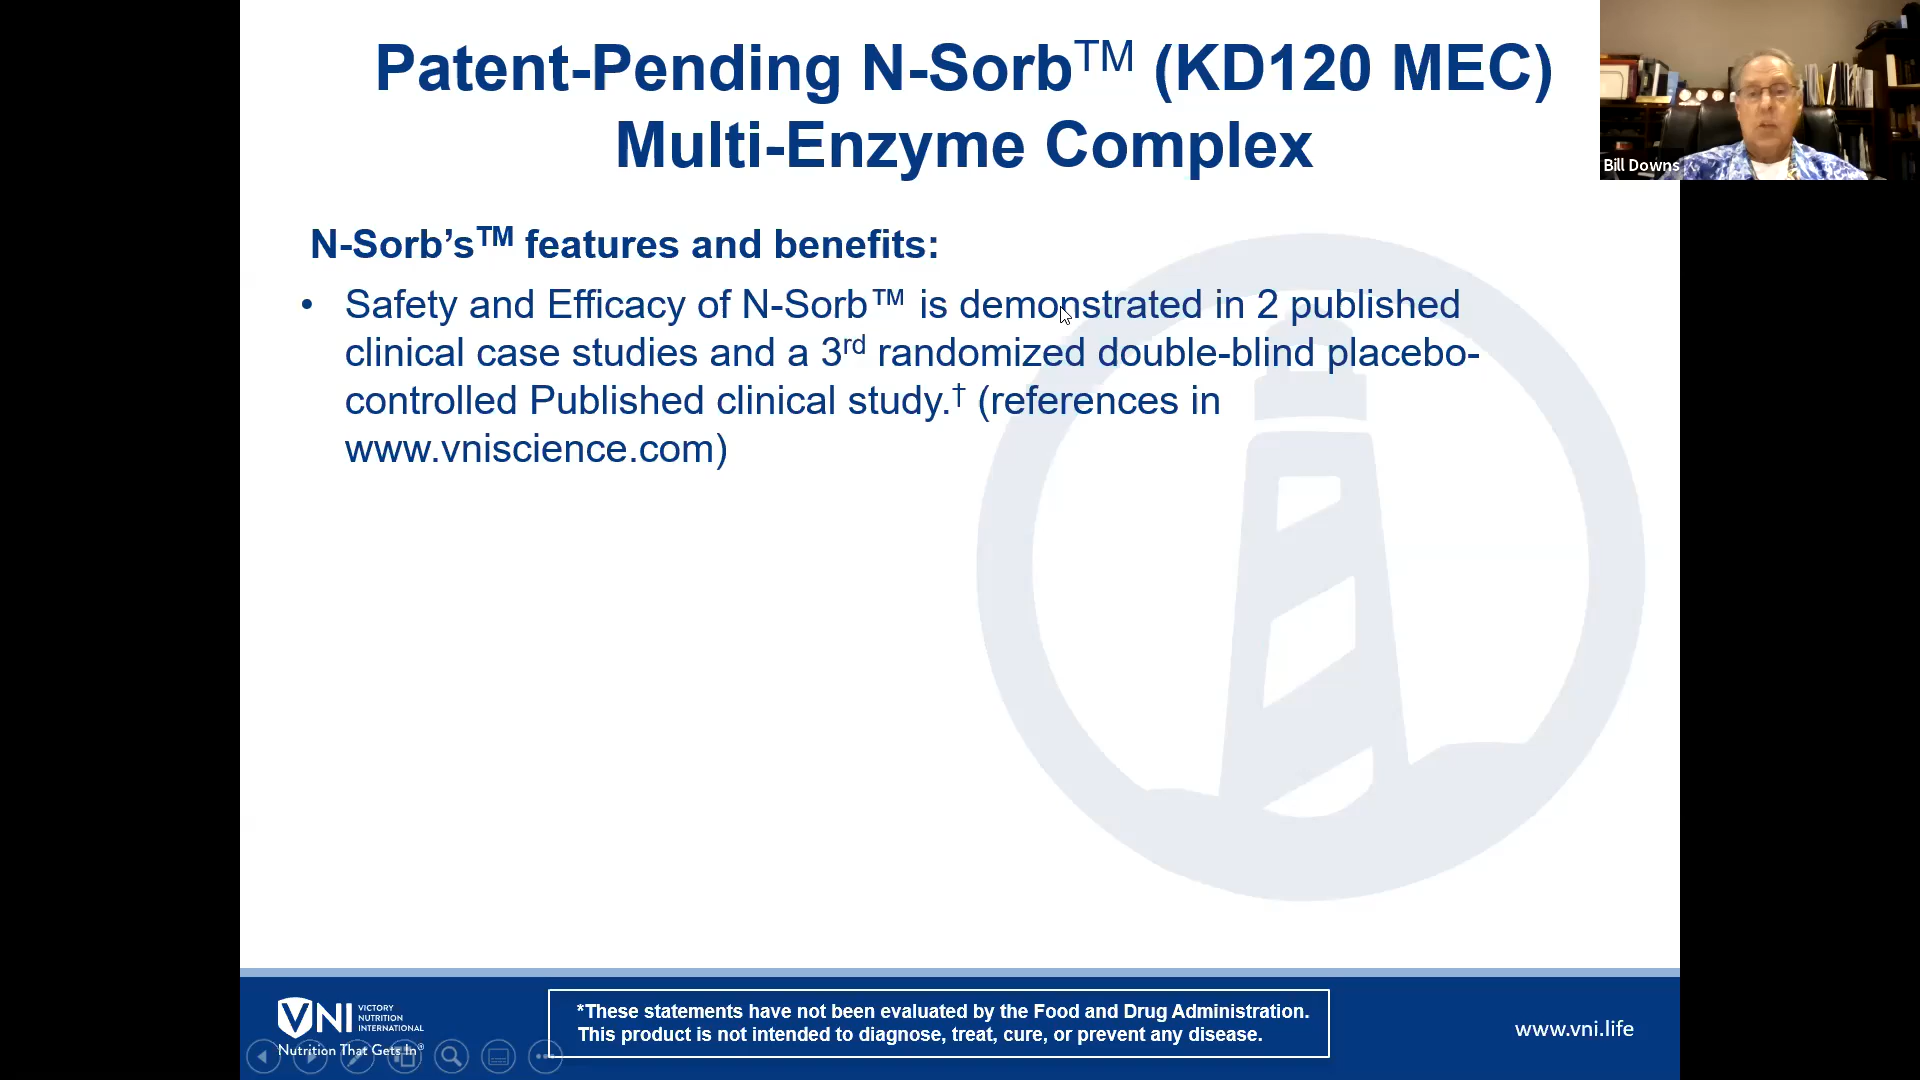 Patent-Pending N-Sorb™ (KD120 MEC)
Multi-Enzyme Complex
Bill Downs
N-Sorb’s™ features and benefits:
• Safety and Efficacy of N-Sorb™ is demonstrated in 2 published
clinical case studies and a 3rd randomized double-blind placebo-
controlled Published clinical study.† (references in
www.vniscience.com)
VNI
VICTORY
NUTRITION
INTERNATIONAL
Nutrition That Gets In®
*These statements have not been evaluated by the Food and Drug Administration.
This product is not intended to diagnose, treat, cure, or prevent any disease.
www.vni.life